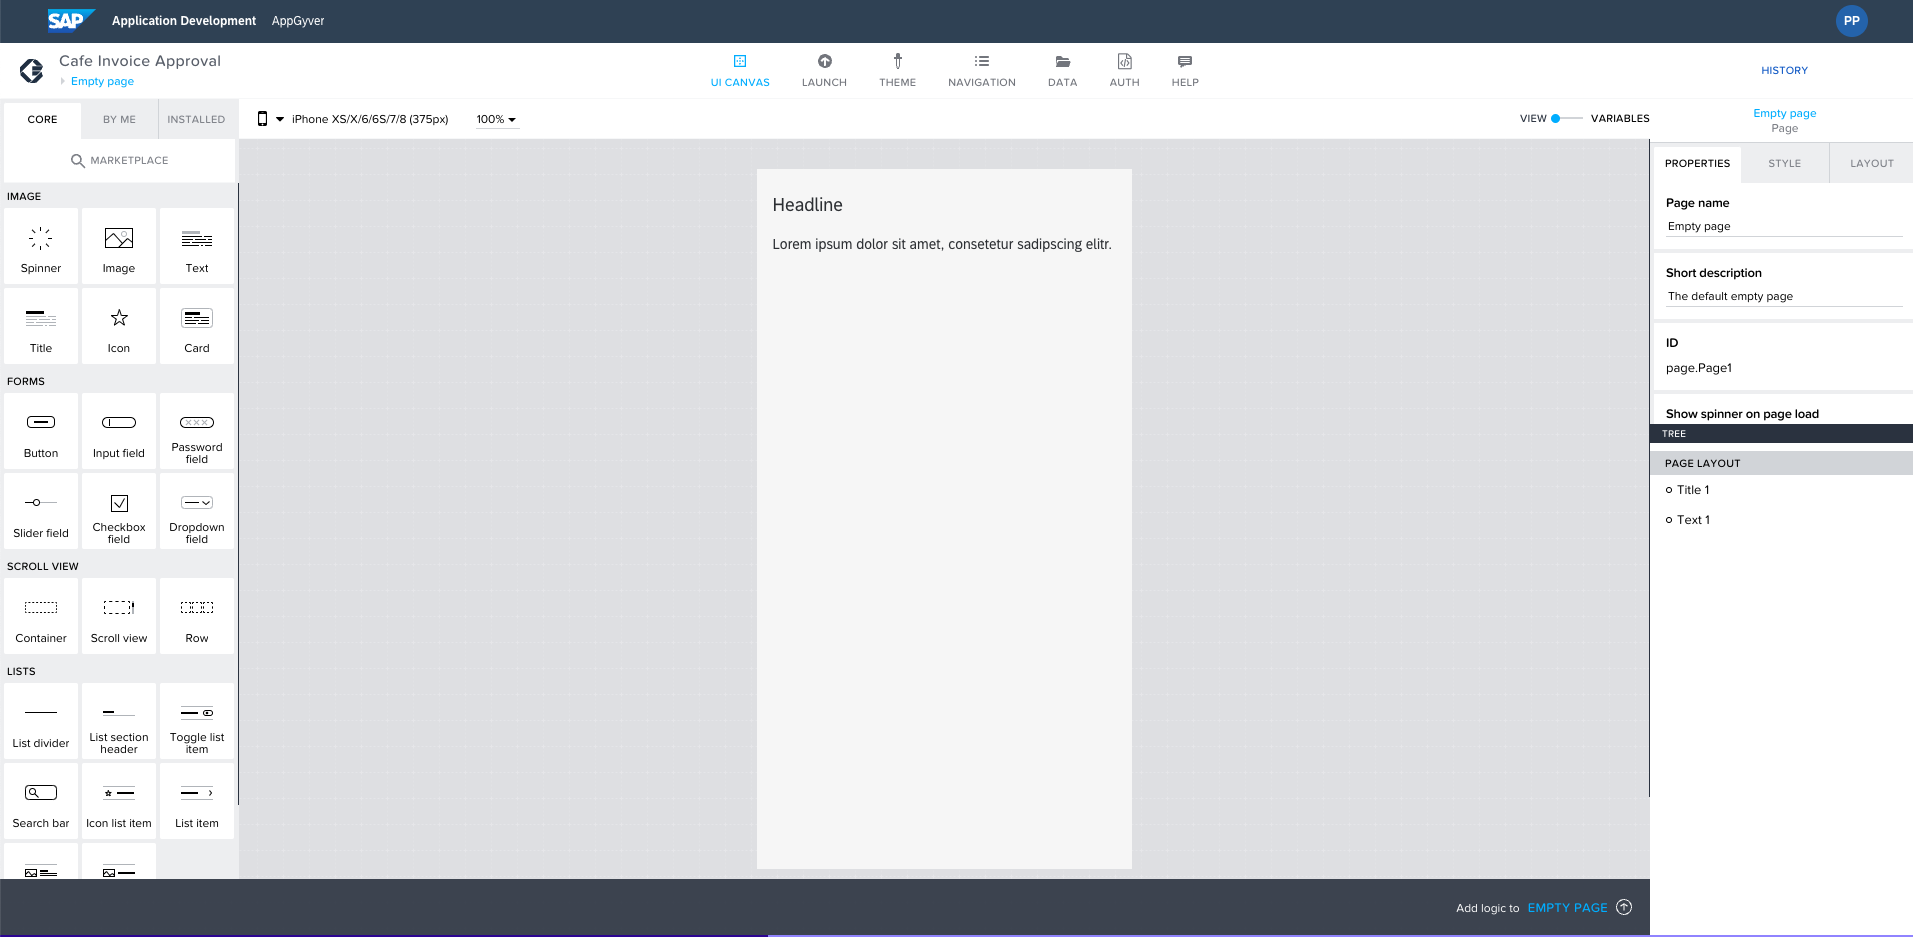 SAP Application Development AppGyver
PP
Cafe Invoice Approval
Empty page
UI CANVAS
LAUNCH
THEME
NAVIGATION
DATA
AUTH
HELP
HISTORY
CORE
BY ME
INSTALLED
iPhone XS/X/6/6S/7/8 (375px)
100%
VIEW
VARIABLES
Empty page
Page
MARKETPLACE
PROPERTIES
STYLE
LAYOUT
IMAGE
Spinner
Image
Text
Title
Icon
Card
FORMS
Button
Input field
Password
field
Slider field
Checkbox
field
Dropdown
field
SCROLL VIEW
Container
Scroll view
Row
LISTS
List divider
List section
header
Toggle list
item
Search bar
Icon list item
List item
Headline
Lorem ipsum dolor sit amet, consetetur sadipscing elitr.
Page name
Empty page
Short description
The default empty page
ID
page.Page1
Show spinner on page load
TREE
PAGE LAYOUT
Title 1
Text 1
Add logic to EMPTY PAGE